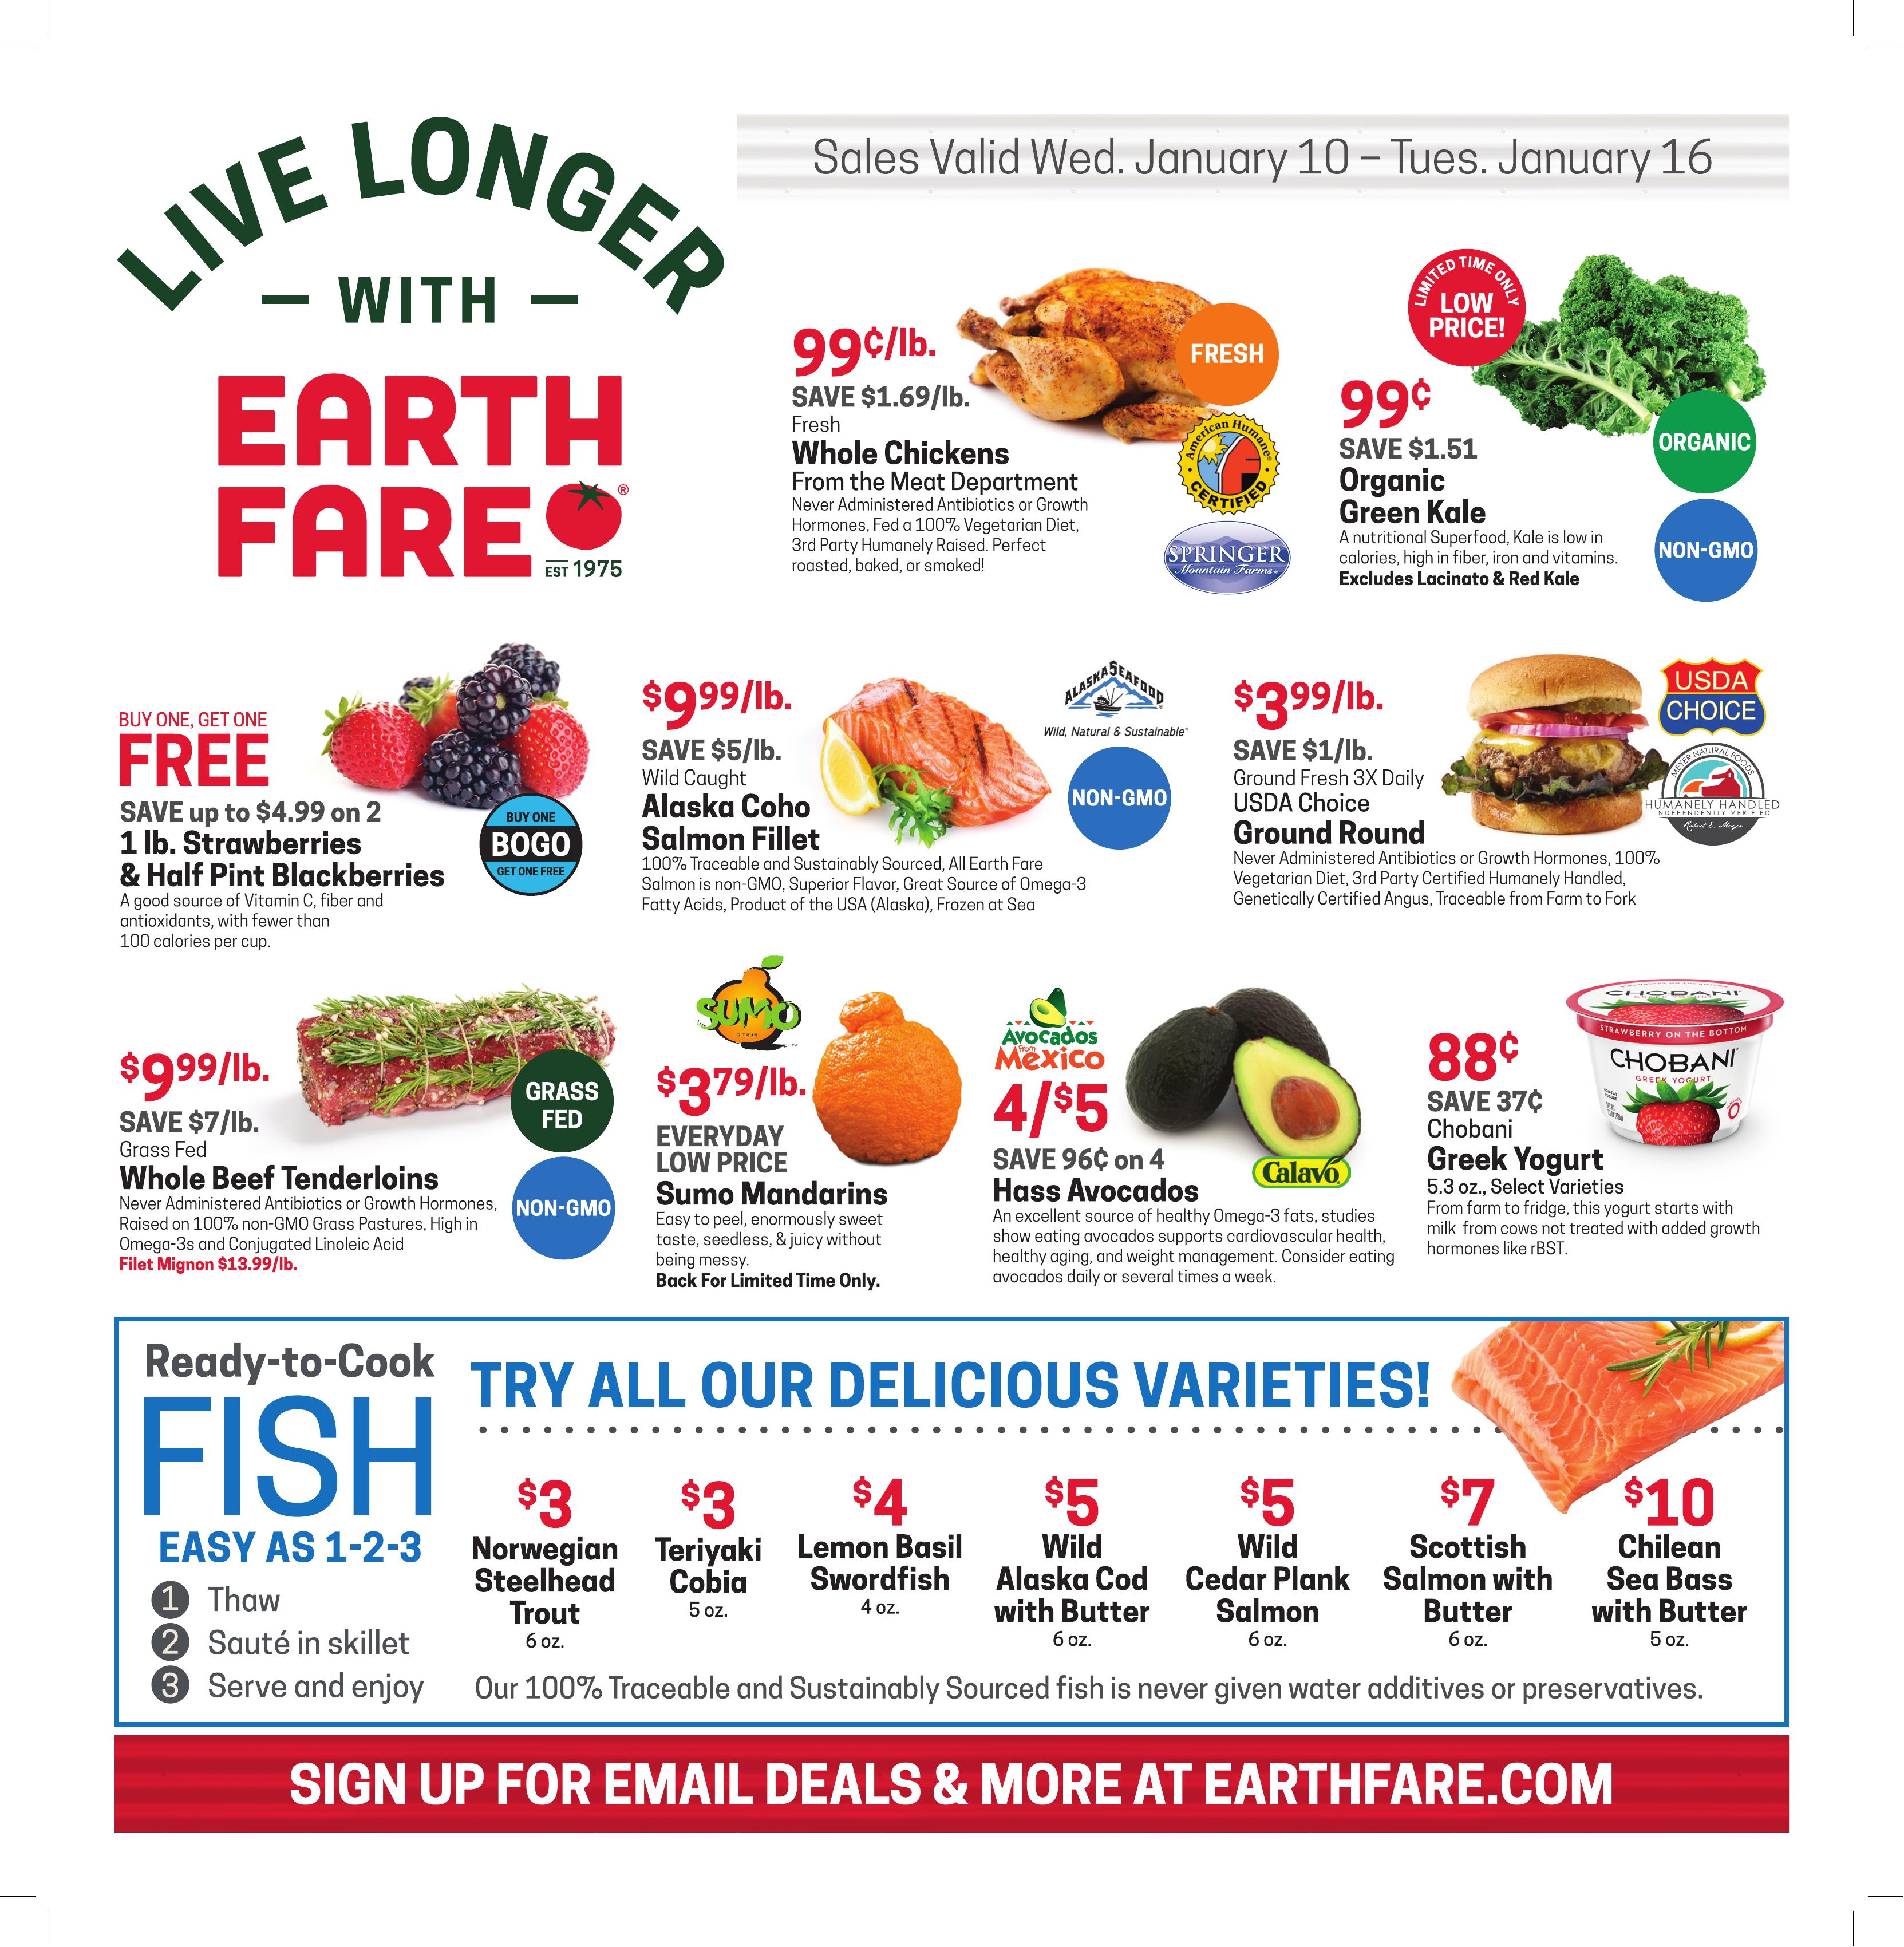 LIVE LONGER
— WITH —
EARTH
FARE®
EST 1975
Sales Valid Wed. January 10 – Tues. January 16
99¢/lb.
SAVE $1.69/lb.
Fresh
Whole Chickens
From the Meat Department
Never Administered Antibiotics or Growth
Hormones, Fed a 100% Vegetarian Diet,
3rd Party Humanely Raised. Perfect
roasted, baked, or smoked!
FRESH
American Humane®
CERTIFIED
SPRINGER
Mountain Farms®
LIMITED TIME ONLY
LOW
PRICE!
99¢
SAVE $1.51
Organic
Green Kale
A nutritional Superfood, Kale is low in
calories, high in fiber, iron and vitamins.
Excludes Lacinato & Red Kale
ORGANIC
NON-GMO
BUY ONE, GET ONE
FREE
SAVE up to $4.99 on 2
1 lb. Strawberries
& Half Pint Blackberries
A good source of Vitamin C, fiber and
antioxidants, with fewer than
100 calories per cup.
BUY ONE
BOGO
GET ONE FREE
$9 99/lb.
SAVE $5/lb.
Wild Caught
Alaska Coho
Salmon Fillet
100% Traceable and Sustainably Sourced, All Earth Fare
Salmon is non-GMO, Superior Flavor, Great Source of Omega-3
Fatty Acids, Product of the USA (Alaska), Frozen at Sea
ALASKA SEAFOOD
Wild, Natural & Sustainable®
NON-GMO
$3 99/lb.
SAVE $1/lb.
Ground Fresh 3X Daily
USDA Choice
Ground Round
Never Administered Antibiotics or Growth Hormones, 100%
Vegetarian Diet, 3rd Party Certified Humanely Handled,
Genetically Certified Angus, Traceable from Farm to Fork
USDA
CHOICE
MEYER NATURAL FOODS
HUMANELY HANDLED
INDEPENDENTLY VERIFIED
Robert E. Meyer
$9 99/lb.
SAVE $7/lb.
Grass Fed
Whole Beef Tenderloins
Never Administered Antibiotics or Growth Hormones,
Raised on 100% non-GMO Grass Pastures, High in
Omega-3s and Conjugated Linoleic Acid
Filet Mignon $13.99/lb.
GRASS
FED
NON-GMO
SUMO
CITRUS
$3 79/lb.
EVERYDAY
LOW PRICE
Sumo Mandarins
Easy to peel, enormously sweet
taste, seedless, & juicy without
being messy.
Back For Limited Time Only.
Avocados
From
Mexico
4/$5
SAVE 96¢ on 4
Hass Avocados
An excellent source of healthy Omega-3 fats, studies
show eating avocados supports cardiovascular health,
healthy aging, and weight management. Consider eating
avocados daily or several times a week.
Calavo
88¢
SAVE 37¢
Chobani
Greek Yogurt
5.3 oz., Select Varieties
From farm to fridge, this yogurt starts with
milk from cows not treated with added growth
hormones like rBST.
CHOBANI
STRAWBERRY ON THE BOTTOM
CHOBANI
GREEK YOGURT
Ready-to-Cook
FISH
EASY AS 1-2-3
1 Thaw
2 Sauté in skillet
3 Serve and enjoy
TRY ALL OUR DELICIOUS VARIETIES!
$3
Norwegian
Steelhead
Trout
6 oz.
$3
Teriyaki
Cobia
5 oz.
$4
Lemon Basil
Swordfish
4 oz.
$5
Wild
Alaska Cod
with Butter
6 oz.
$5
Wild
Cedar Plank
Salmon
6 oz.
$7
Scottish
Salmon with
Butter
6 oz.
$10
Chilean
Sea Bass
with Butter
5 oz.
Our 100% Traceable and Sustainably Sourced fish is never given water additives or preservatives.
SIGN UP FOR EMAIL DEALS & MORE AT EARTHFARE.COM